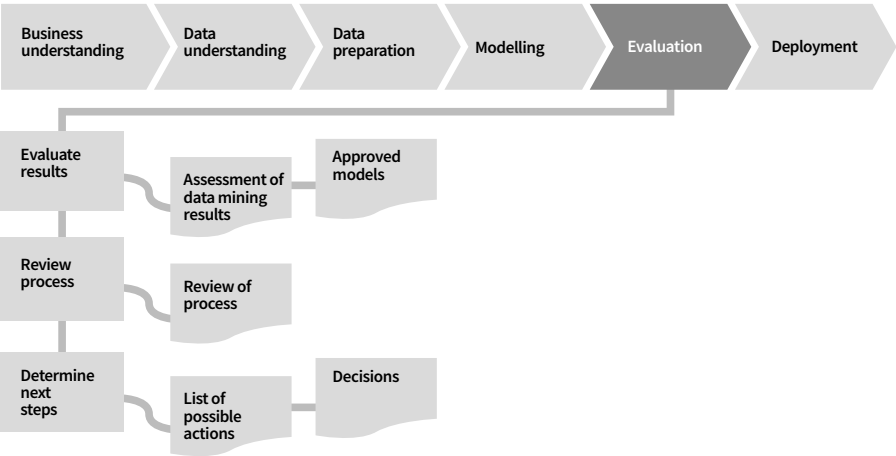 Business
understanding
Data
understanding
Data
preparation
Modelling
Evaluation
Deployment
Evaluate
results
Assessment of
data mining
results
Approved
models
Review
process
Review of
process
Determine
next
steps
List of
possible
actions
Decisions